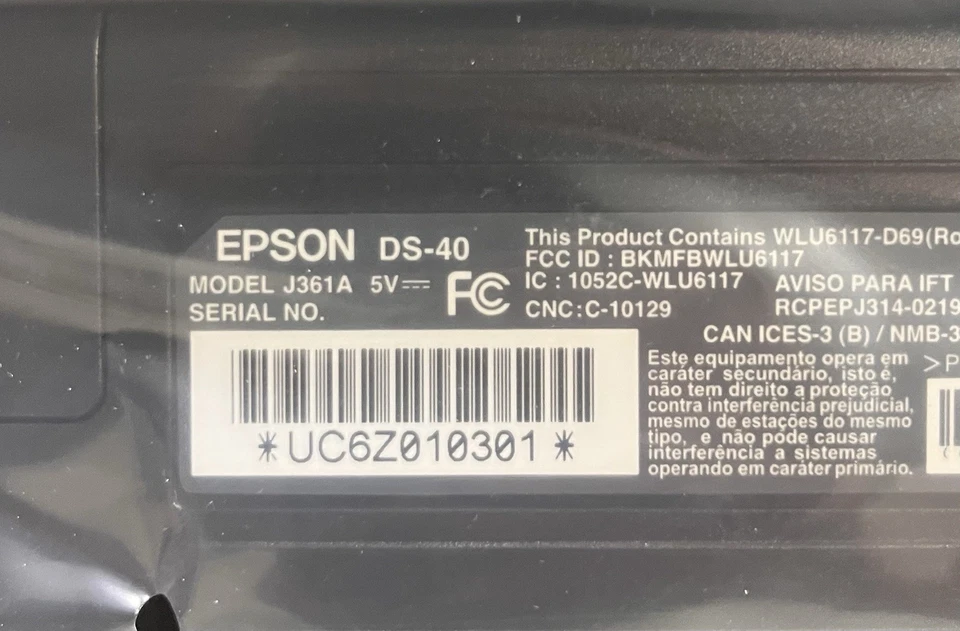 EPSON DS-40
MODEL J361A 5V⎓ FC
SERIAL NO.
*UC6Z010301*
This Product Contains WLU6117-D69(Ro
FCC ID : BKMFBWLU6117
IC : 1052C-WLU6117
CNC:C-10129
AVISO PARA IFT
RCPEPJ314-0219
CAN ICES-3 (B) / NMB-3
Este equipamento opera em
caráter secundário, isto é,
não tem direito a proteção
contra interferência prejudicial,
mesmo de estações do mesmo
tipo, e não pode causar
interferência a sistemas
operando em caráter primário.
>P